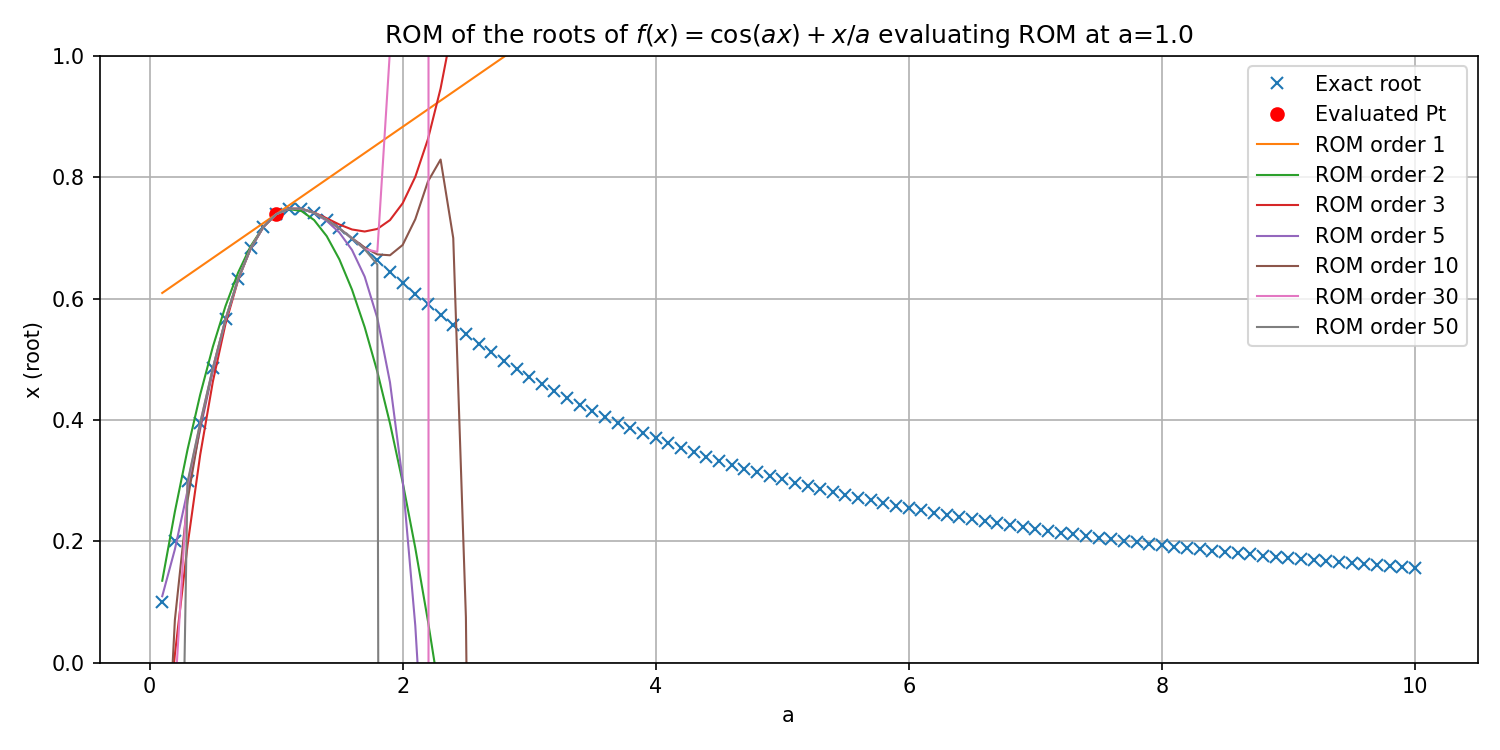 ROM of the roots of f(x) = cos(ax) + x/a evaluating ROM at a=1.0
1.0
0.8
0.6
0.4
0.2
0.0
x (root)
0 2 4 6 8 10
a
Exact root
Evaluated Pt
ROM order 1
ROM order 2
ROM order 3
ROM order 5
ROM order 10
ROM order 30
ROM order 50